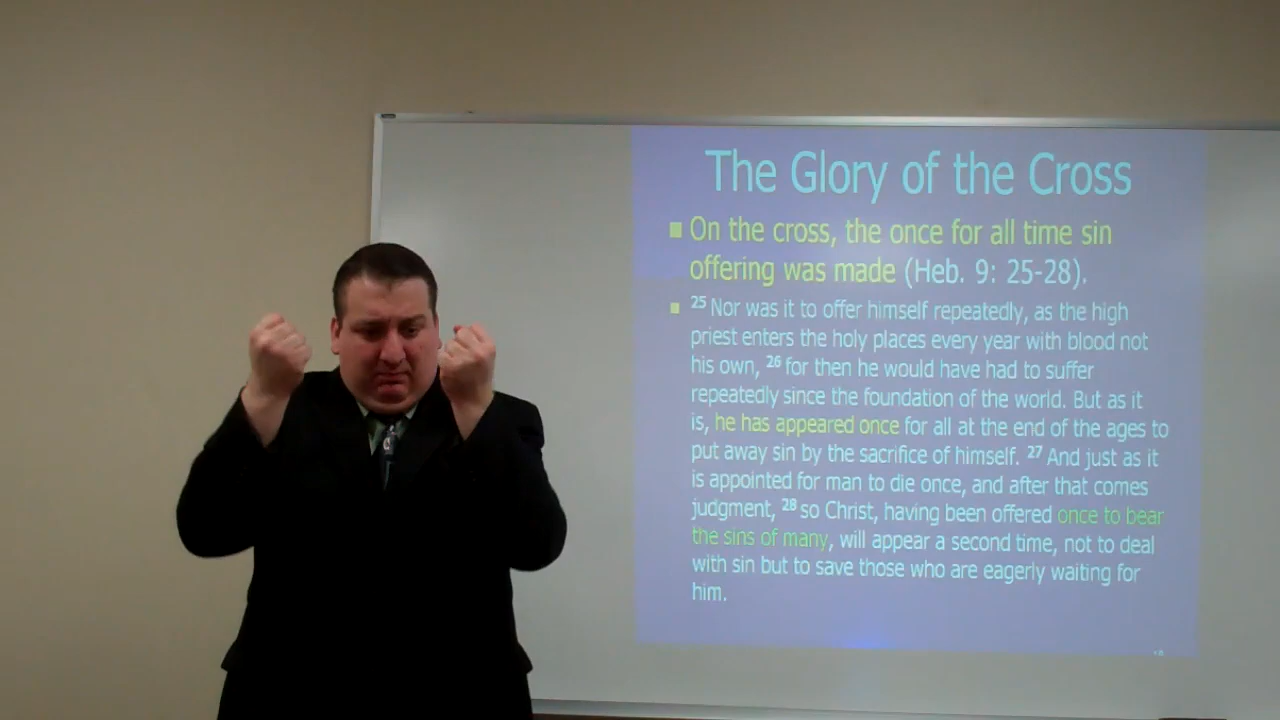 The Glory of the Cross
On the cross, the once for all time sin
offering was made (Heb. 9: 25-28).
25 Nor was it to offer himself repeatedly, as the high
priest enters the holy places every year with blood not
his own, 26 for then he would have had to suffer
repeatedly since the foundation of the world. But as it
is, he has appeared once for all at the end of the ages to
put away sin by the sacrifice of himself. 27 And just as it
is appointed for man to die once, and after that comes
judgment, 28 so Christ, having been offered once to bear
the sins of many, will appear a second time, not to deal
with sin but to save those who are eagerly waiting for
him.